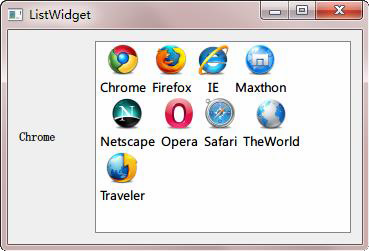 ListWidget
Chrome Firefox IE Maxthon
Chrome
Netscape Opera Safari TheWorld
Traveler